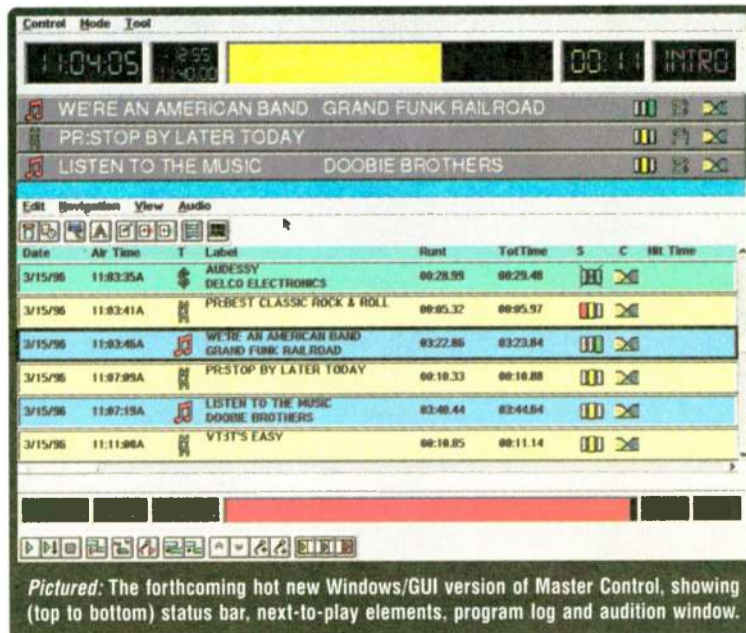 Control Mode Tool
11:04:05 12:55 11:40:00 00:11 INTRO
WE'RE AN AMERICAN BAND GRAND FUNK RAILROAD
PR:STOP BY LATER TODAY
LISTEN TO THE MUSIC DOOBIE BROTHERS
Edit Navigation View Audio
Date Air Time T Label Runt TotTime S C Hit Time
3/15/96 11:03:35A AUDESSY 00:28.99 00:29.48
DELCO ELECTRONICS
3/15/96 11:03:41A PR:BEST CLASSIC ROCK & ROLL 00:05.32 00:05.97
3/15/96 11:03:46A WE'RE AN AMERICAN BAND 03:22.86 03:23.84
GRAND FUNK RAILROAD
3/15/96 11:07:09A PR:STOP BY LATER TODAY 00:10.33 00:10.88
3/15/96 11:07:19A LISTEN TO THE MUSIC 03:40.44 03:44.64
DOOBIE BROTHERS
3/15/96 11:11:00A VT:IT'S EASY 00:10.85 00:11.14
Pictured: The forthcoming hot new Windows/GUI version of Master Control, showing
(top to bottom) status bar, next-to-play elements, program log and audition window.